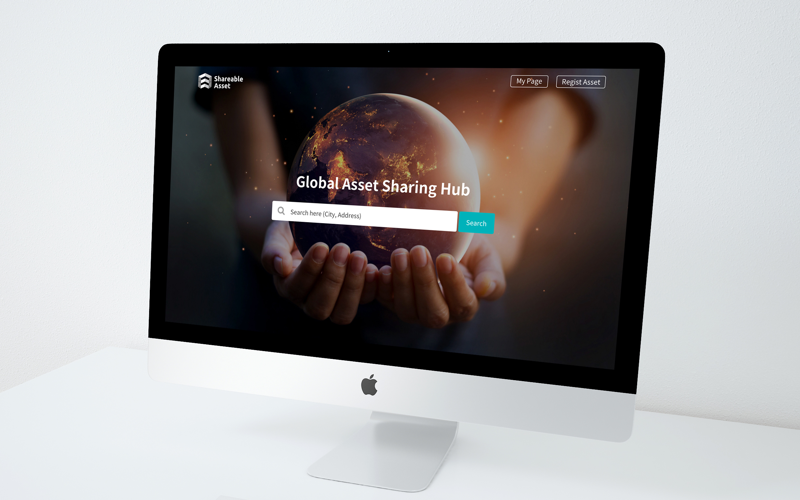 Shareable
Asset
My Page
Regist Asset
Global Asset Sharing Hub
Search here (City, Address)
Search